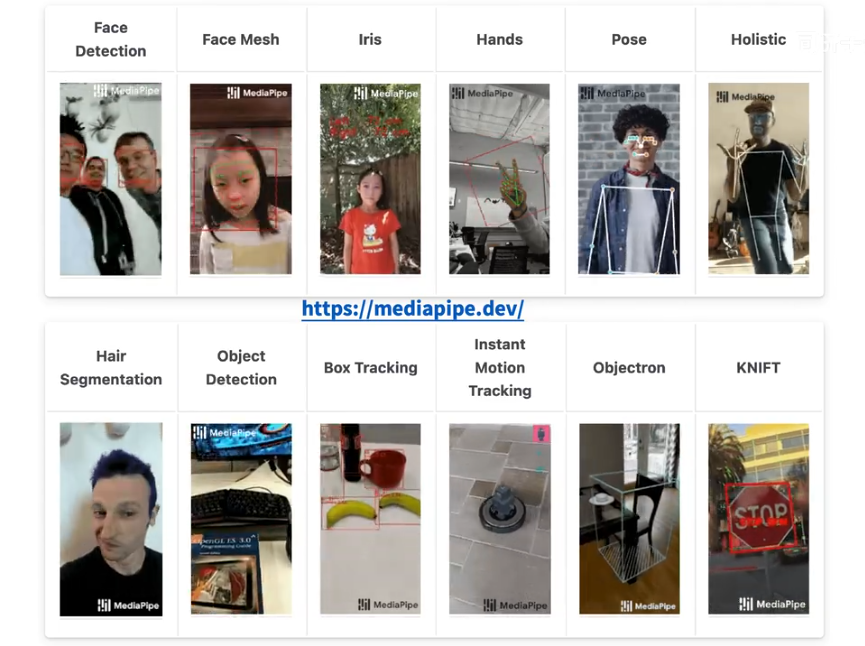 Face
Detection
Face Mesh
Iris
Hands
Pose
Holistic
MediaPipe
MediaPipe
MediaPipe
MediaPipe
MediaPipe
MediaPipe
https://mediapipe.dev/
Hair
Segmentation
Object
Detection
Box Tracking
Instant
Motion
Tracking
Objectron
KNIFT
MediaPipe
OpenGL ES 3.0
Programming Guide
STOP
MediaPipe
MediaPipe
MediaPipe
MediaPipe
MediaPipe